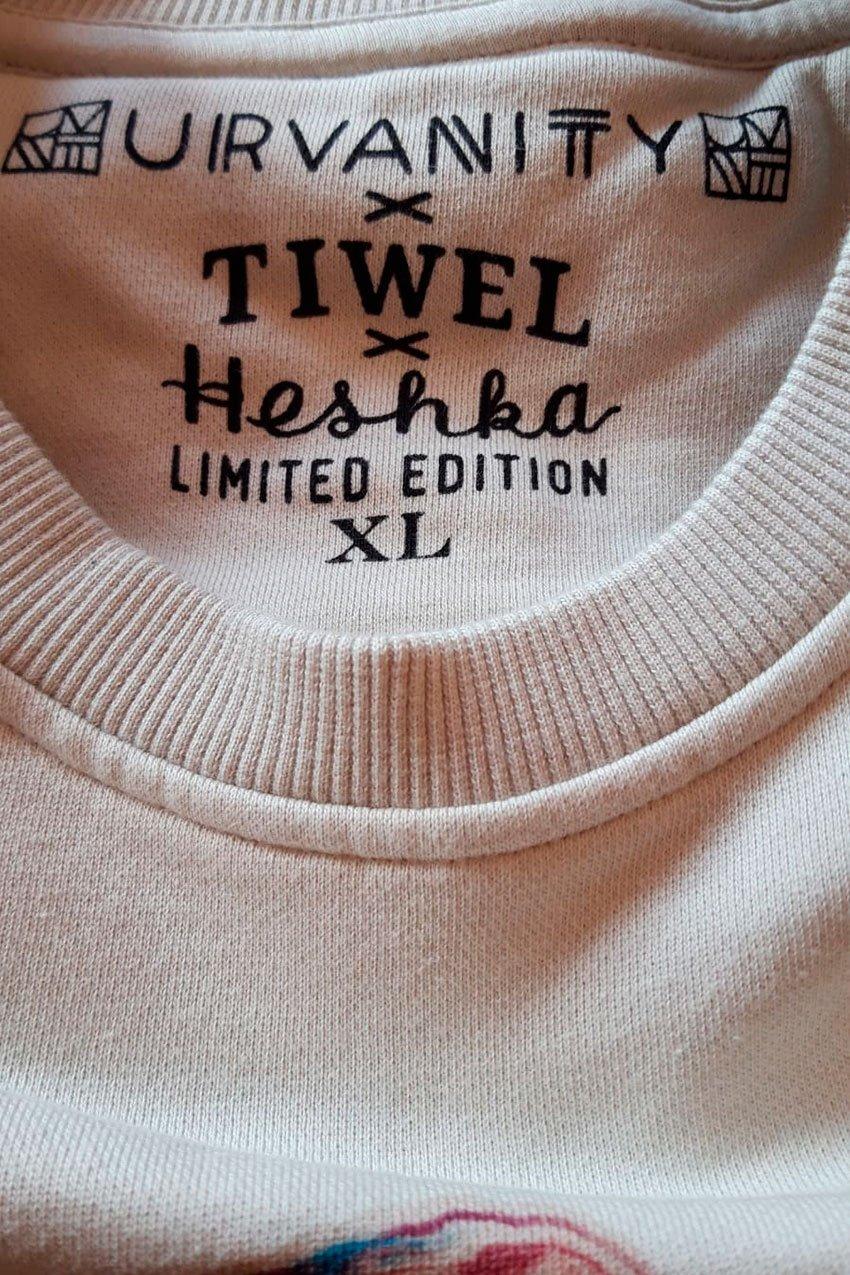 URVANITY
×
TIWEL
×
Heshka
LIMITED EDITION
XL